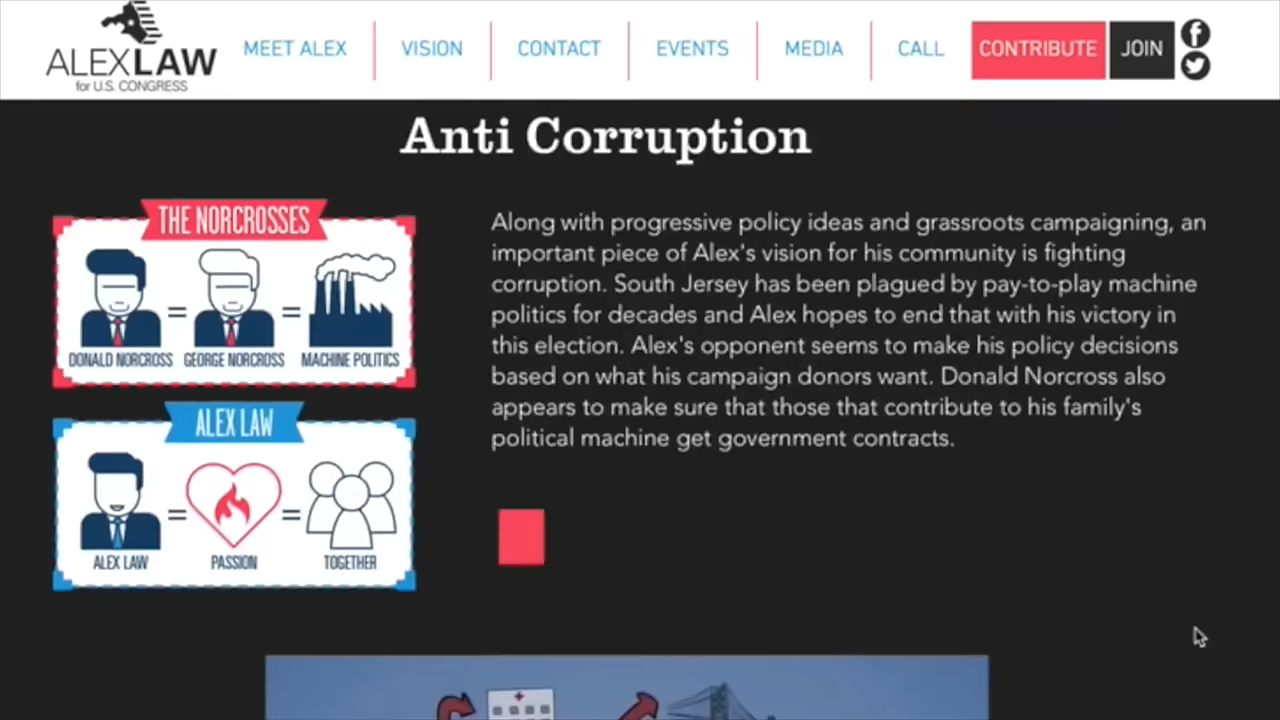 ALEXLAW
for U.S. CONGRESS
MEET ALEX
VISION
CONTACT
EVENTS
MEDIA
CALL
CONTRIBUTE
JOIN
Anti Corruption
THE NORCROSSES
DONALD NORCROSS = GEORGE NORCROSS = MACHINE POLITICS
ALEX LAW
ALEX LAW = PASSION = TOGETHER
Along with progressive policy ideas and grassroots campaigning, an
important piece of Alex's vision for his community is fighting
corruption. South Jersey has been plagued by pay-to-play machine
politics for decades and Alex hopes to end that with his victory in
this election. Alex's opponent seems to make his policy decisions
based on what his campaign donors want. Donald Norcross also
appears to make sure that those that contribute to his family's
political machine get government contracts.